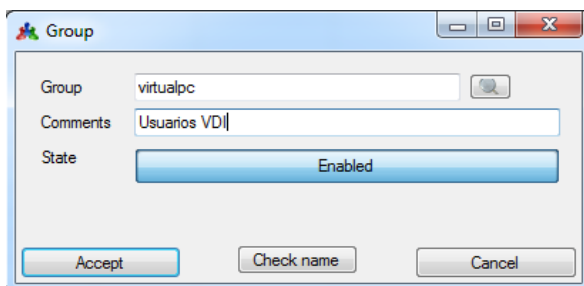 Group
Group virtualpc
Comments Usuarios VDI
State Enabled
Accept Check name Cancel